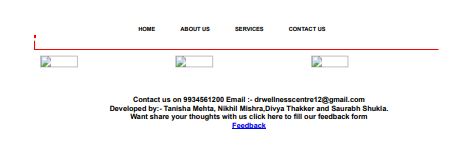 HOME ABOUT US SERVICES CONTACT US
Contact us on 9934561200 Email :- drwellnesscentre12@gmail.com
Developed by:- Tanisha Mehta, Nikhil Mishra,Divya Thakker and Saurabh Shukla.
Want share your thoughts with us click here to fill our feedback form
Feedback